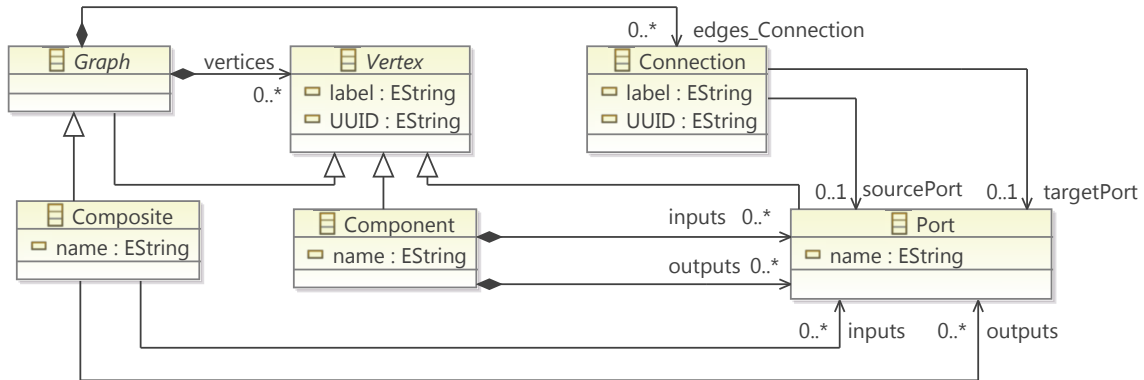 0..* edges_Connection
Graph
vertices
0..*
Vertex
label : EString
UUID : EString
Connection
label : EString
UUID : EString
0..1 sourcePort
0..1 targetPort
Composite
name : EString
Component
name : EString
inputs 0..*
outputs 0..*
Port
name : EString
0..* inputs
0..* outputs